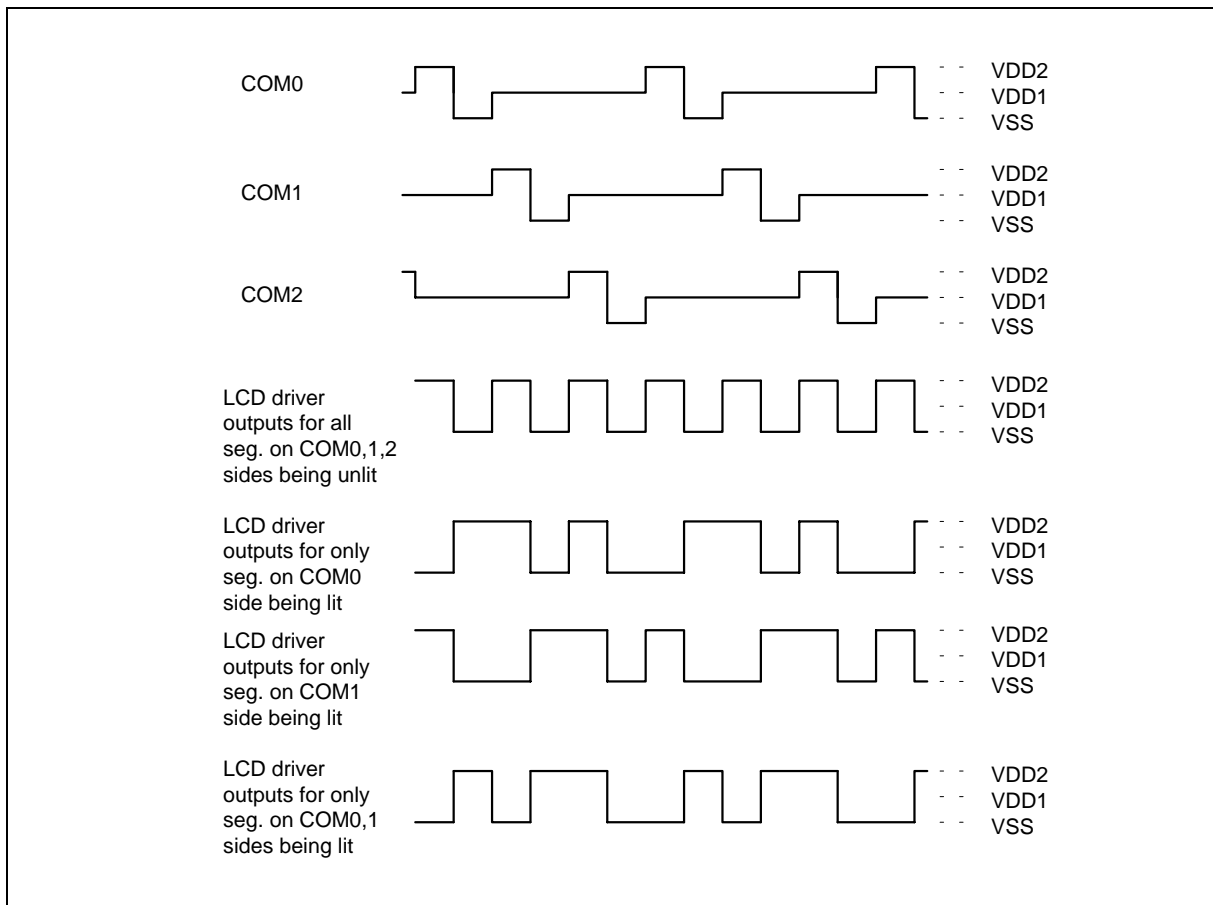 COM0
VDD2
VDD1
VSS
COM1
VDD2
VDD1
VSS
COM2
VDD2
VDD1
VSS
LCD driver
outputs for all
seg. on COM0,1,2
sides being unlit
VDD2
VDD1
VSS
LCD driver
outputs for only
seg. on COM0
side being lit
VDD2
VDD1
VSS
LCD driver
outputs for only
seg. on COM1
side being lit
VDD2
VDD1
VSS
LCD driver
outputs for only
seg. on COM0,1
sides being lit
VDD2
VDD1
VSS